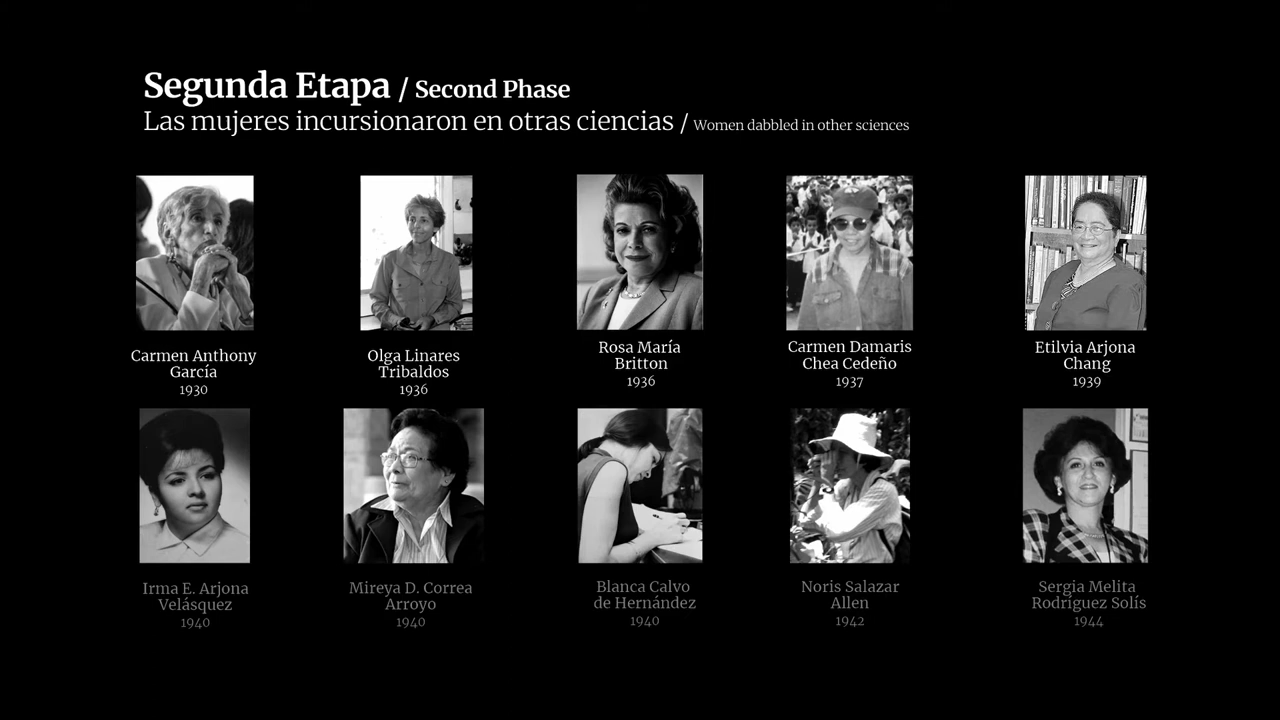 Segunda Etapa / Second Phase
Las mujeres incursionaron en otras ciencias / Women dabbled in other sciences
Carmen Anthony
García
1930
Olga Linares
Tribaldos
1936
Rosa María
Britton
1936
Carmen Damaris
Chea Cedeño
1937
Etilvia Arjona
Chang
1939
Irma E. Arjona
Velásquez
1940
Mireya D. Correa
Arroyo
1940
Blanca Calvo
de Hernández
1940
Noris Salazar
Allen
1942
Sergia Melita
Rodríguez Solís
1944